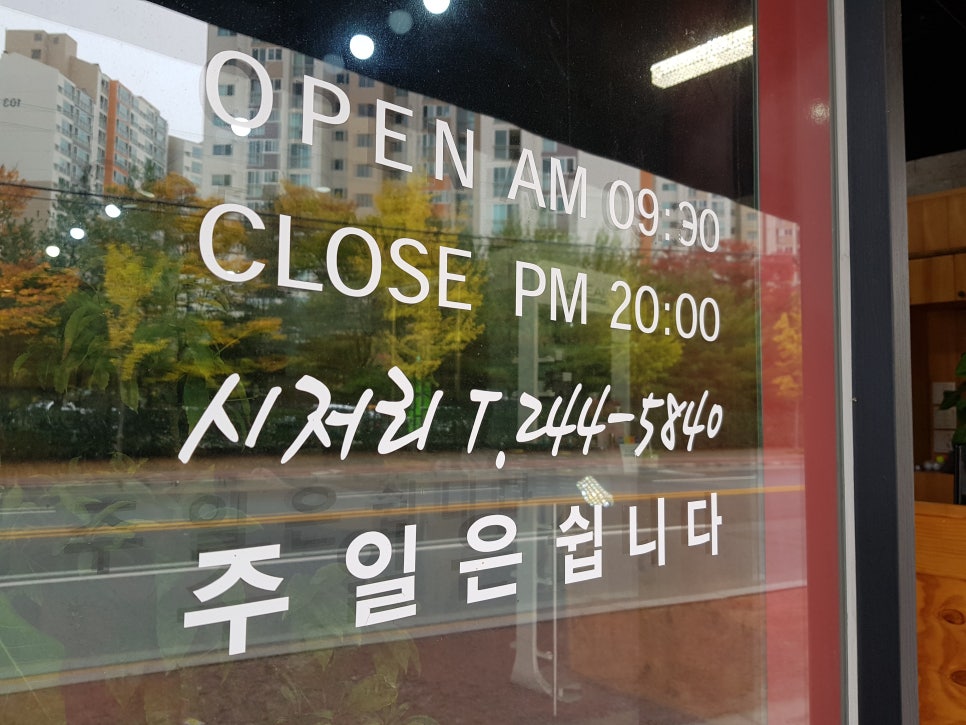 OPEN AM 09:30
CLOSE PM 20:00
시저리 T.244-5840
주일은 쉽니다
103